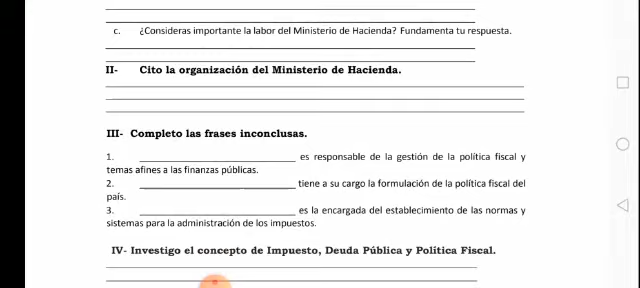 c. ¿Consideras importante la labor del Ministerio de Hacienda? Fundamenta tu respuesta.
II- Cito la organización del Ministerio de Hacienda.
III- Completo las frases inconclusas.
1. ______________________ es responsable de la gestión de la política fiscal y
temas afines a las finanzas públicas.
2. ______________________ tiene a su cargo la formulación de la política fiscal del
país.
3. ______________________ es la encargada del establecimiento de las normas y
sistemas para la administración de los impuestos.
IV- Investigo el concepto de Impuesto, Deuda Pública y Política Fiscal.